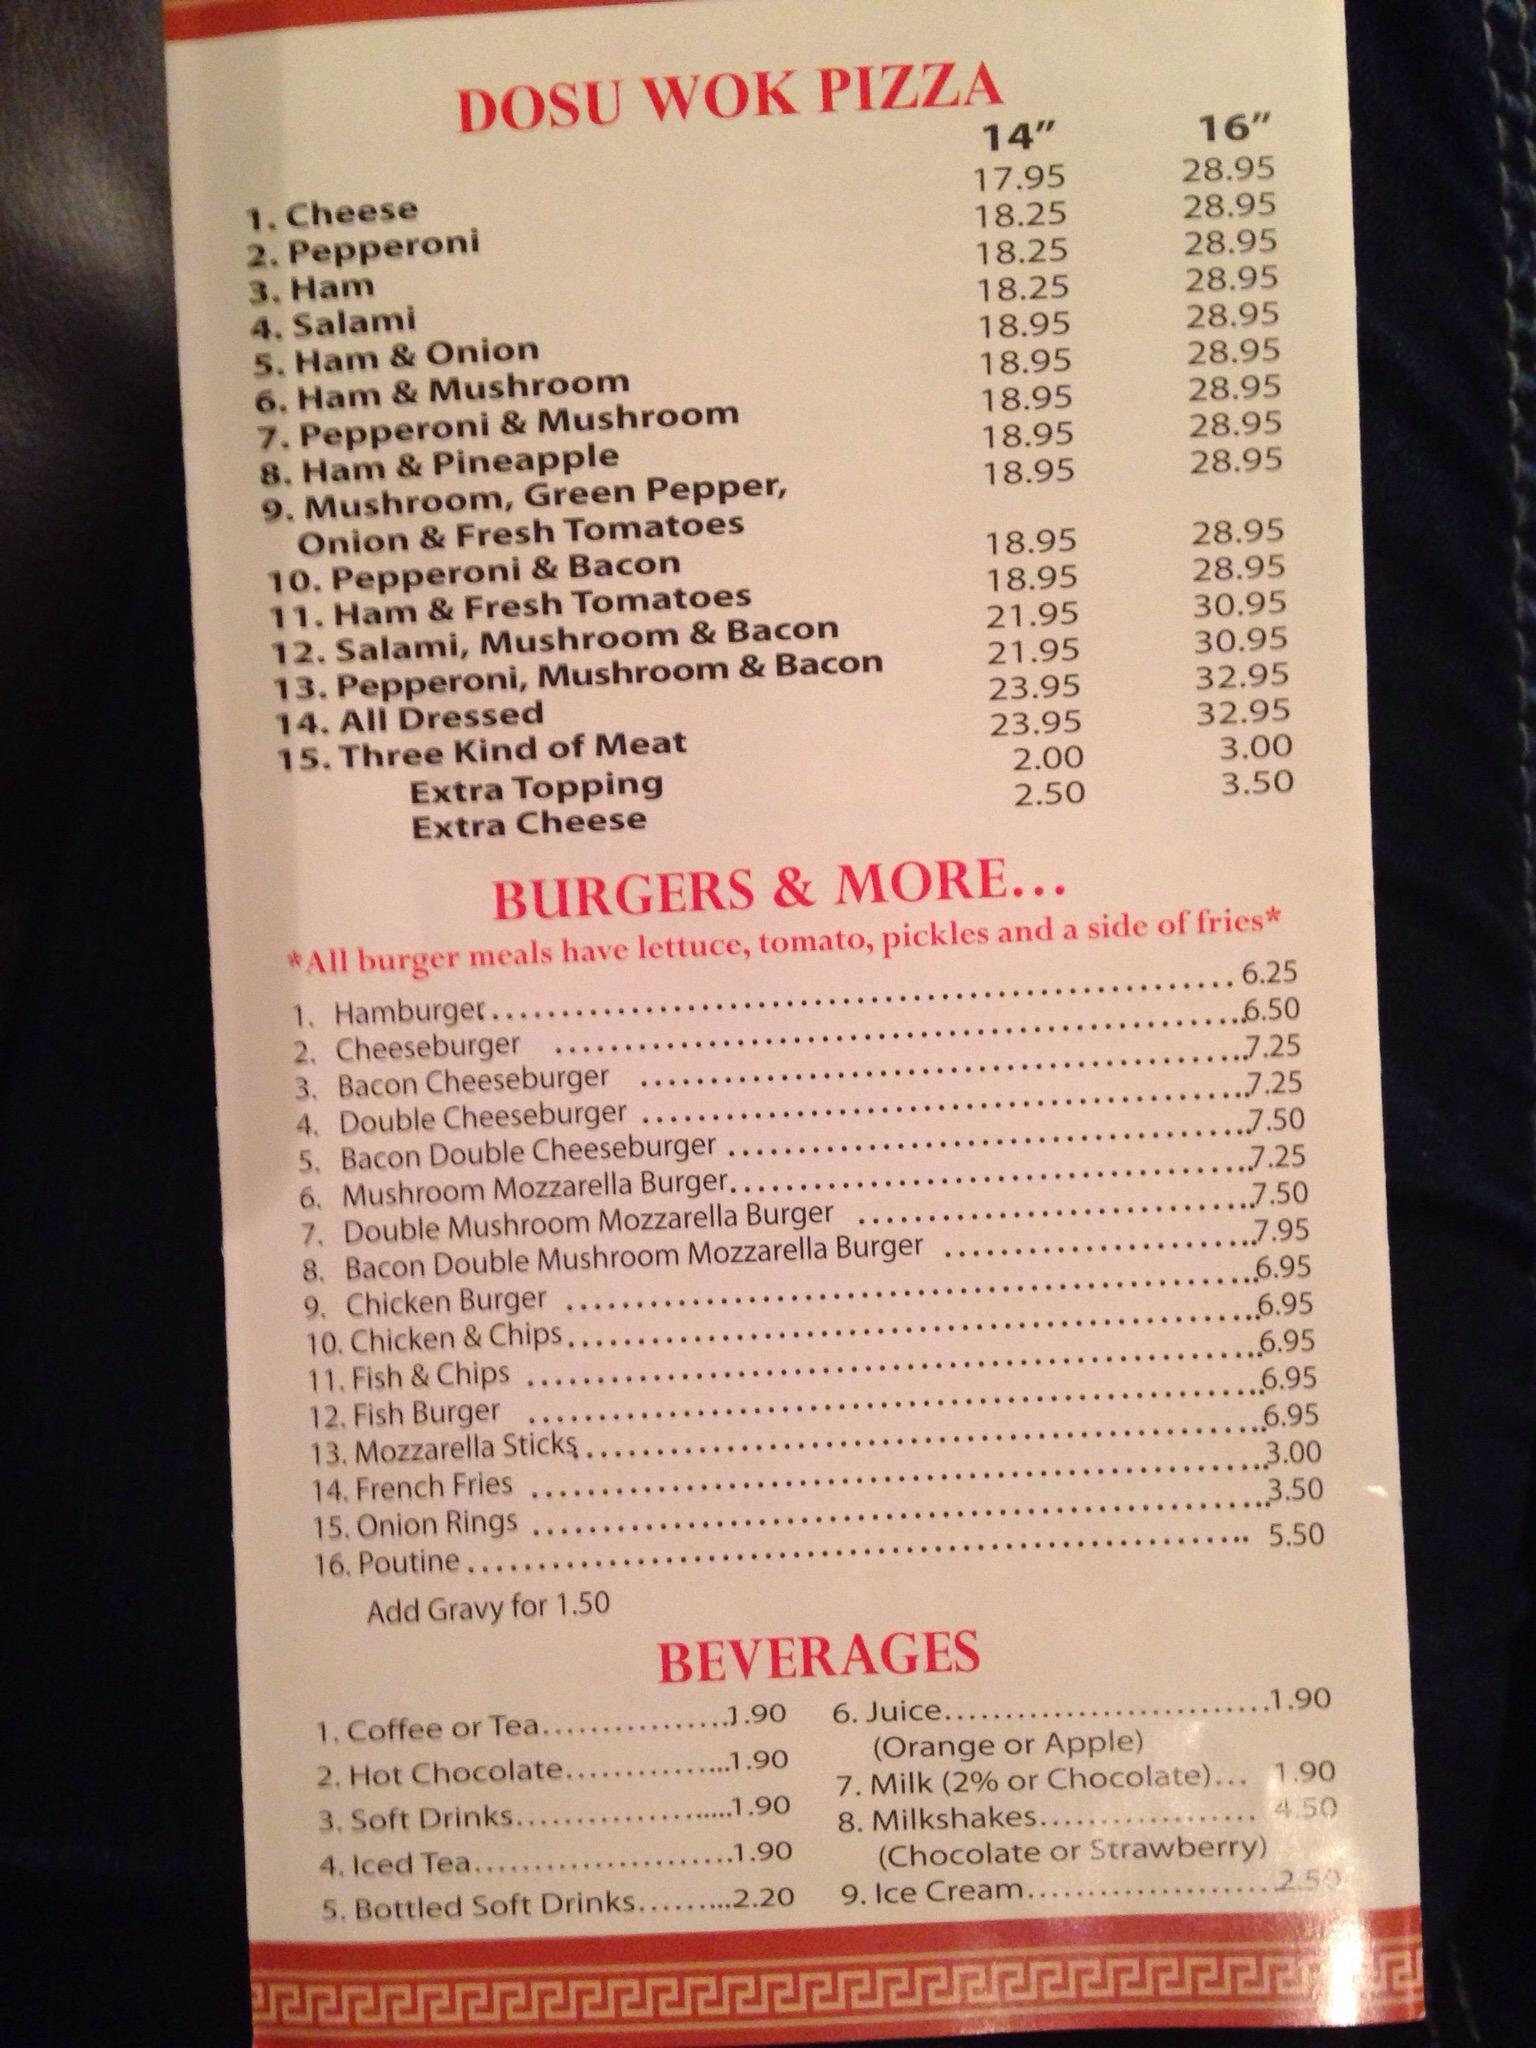 DOSU WOK PIZZA
14” 16”
1. Cheese 17.95 28.95
2. Pepperoni 18.25 28.95
3. Ham 18.25 28.95
4. Salami 18.25 28.95
5. Ham & Onion 18.95 28.95
6. Ham & Mushroom 18.95 28.95
7. Pepperoni & Mushroom 18.95 28.95
8. Ham & Pineapple 18.95 28.95
9. Mushroom, Green Pepper, 18.95 28.95
Onion & Fresh Tomatoes
10. Pepperoni & Bacon 18.95 28.95
11. Ham & Fresh Tomatoes 18.95 28.95
12. Salami, Mushroom & Bacon 21.95 30.95
13. Pepperoni, Mushroom & Bacon 21.95 30.95
14. All Dressed 23.95 32.95
15. Three Kind of Meat 23.95 32.95
Extra Topping 2.00 3.00
Extra Cheese 2.50 3.50
BURGERS & MORE...
*All burger meals have lettuce, tomato, pickles and a side of fries*
1. Hamburger 6.25
2. Cheeseburger 6.50
3. Bacon Cheeseburger 7.25
4. Double Cheeseburger 7.25
5. Bacon Double Cheeseburger 7.50
6. Mushroom Mozzarella Burger 7.25
7. Double Mushroom Mozzarella Burger 7.50
8. Bacon Double Mushroom Mozzarella Burger 7.95
9. Chicken Burger 6.95
10. Chicken & Chips 6.95
11. Fish & Chips 6.95
12. Fish Burger 6.95
13. Mozzarella Sticks 6.95
14. French Fries 3.00
15. Onion Rings 3.50
16. Poutine 5.50
Add Gravy for 1.50
BEVERAGES
1. Coffee or Tea 1.90
2. Hot Chocolate 1.90
3. Soft Drinks 1.90
4. Iced Tea 1.90
5. Bottled Soft Drinks 2.20
6. Juice 1.90
(Orange or Apple)
7. Milk (2% or Chocolate) 1.90
8. Milkshakes 4.50
(Chocolate or Strawberry)
9. Ice Cream 2.50